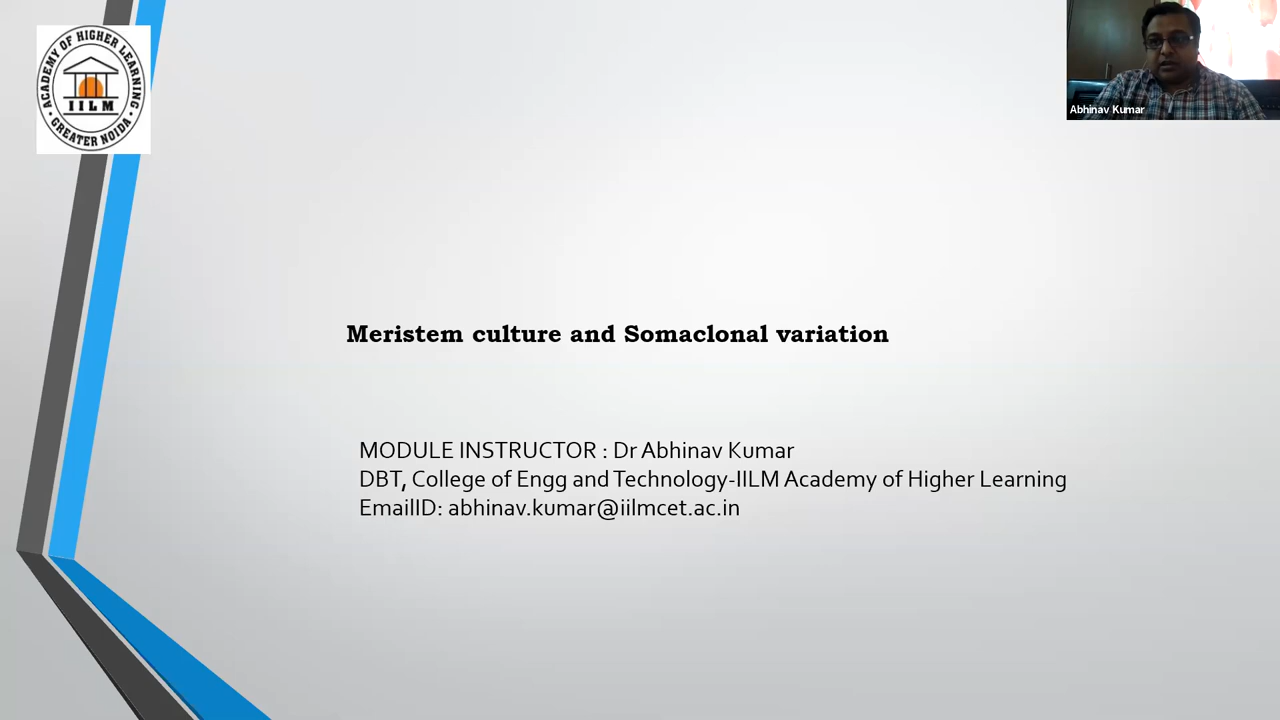 ACADEMY OF HIGHER LEARNING
IILM
GREATER NOIDA
Abhinav Kumar
Meristem culture and Somaclonal variation
MODULE INSTRUCTOR : Dr Abhinav Kumar
DBT, College of Engg and Technology-IILM Academy of Higher Learning
EmailID: abhinav.kumar@iilmcet.ac.in